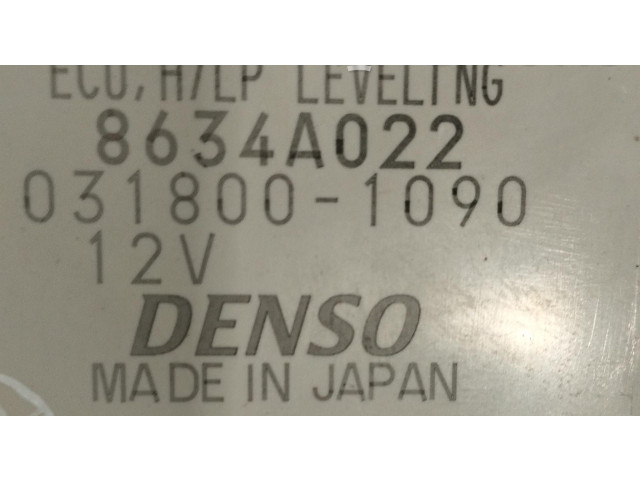 ECU, H/LP LEVELING
8634A022
031800-1090
12V
DENSO
MADE IN JAPAN